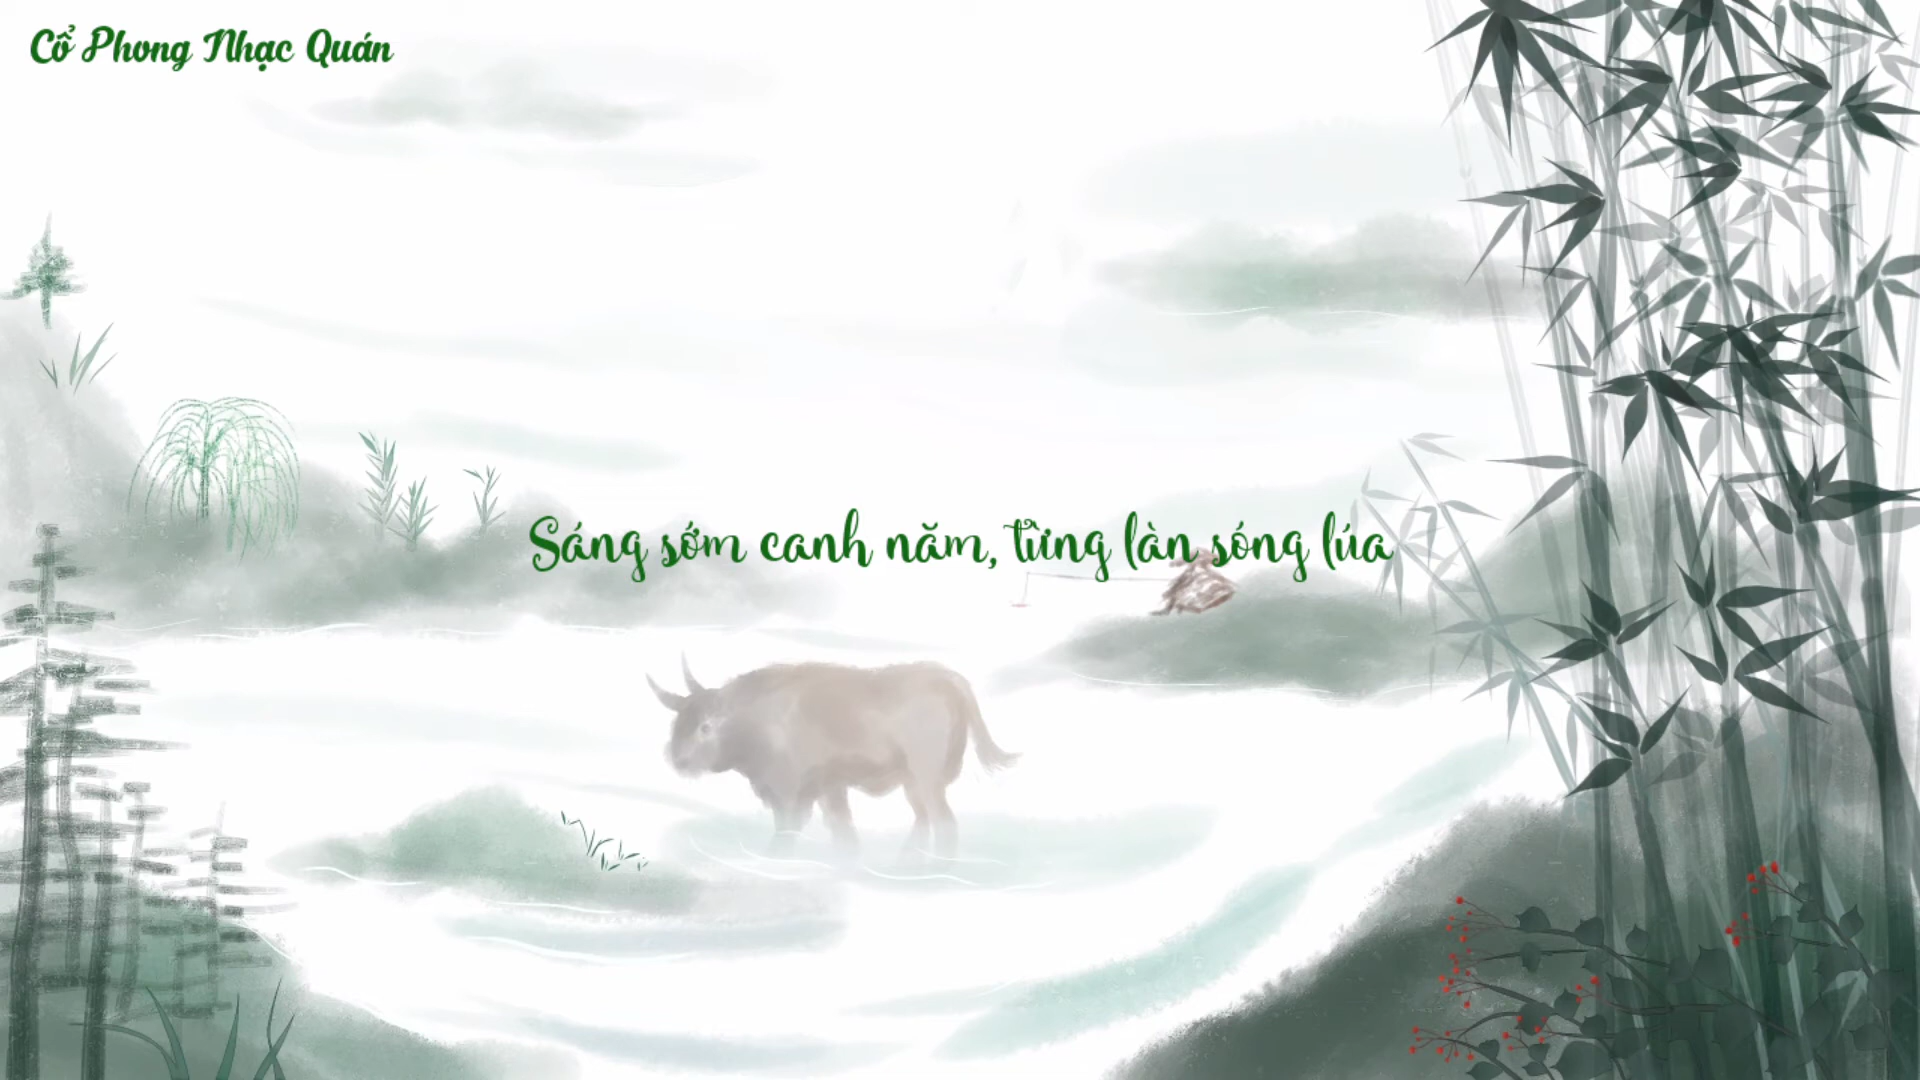 Cổ Phong Nhạc Quán
Sáng sớm canh năm, từng làn sóng lúa